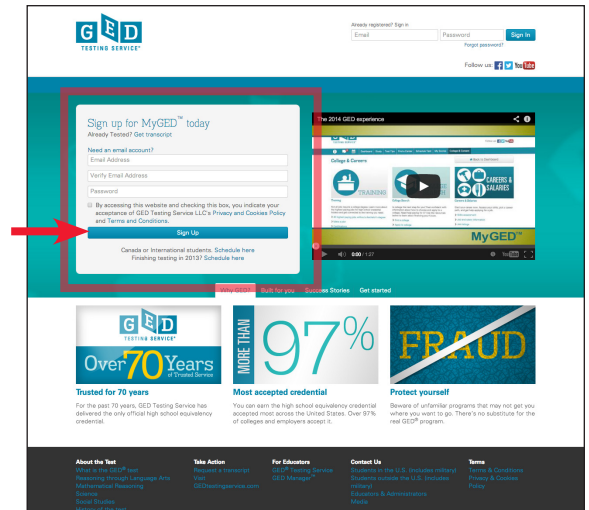 GED
TESTING SERVICE®
Already registered? Sign in
Email
Password
Sign In
Forgot password?
Follow us:
You Tube
Sign up for MyGED™ today
Already Tested? Get transcript
Need an email account?
Email Address
Verify Email Address
Password
By accessing this website and checking this box, you indicate your
acceptance of GED Testing Service LLC's Privacy and Cookies Policy
and Terms and Conditions.
Sign Up
Canada or International students. Schedule here
Finishing testing in 2013? Schedule here
The 2014 GED experience
College & Careers
TRAINING
CAREERS &
SALARIES
MyGED™
0:00 / 1:27
YouTube
Why GED?
Built for you
Success Stories
Get started
GED
TESTING SERVICE®
Over 70 Years
of Trusted Service
MORE THAN
97%
FRAUD
Trusted for 70 years
For the past 70 years, GED Testing Service has
delivered the only official high school equivalency
credential.
Most accepted credential
You can earn the high school equivalency credential
accepted most across the United States. Over 97%
of colleges and employers accept it.
Protect yourself
Beware of unfamiliar programs that may not get you
where you want to go. There's no substitute for the
real GED® program.
About the Test
What is the GED® test
Reasoning through Language Arts
Mathematical Reasoning
Science
Social Studies
History of the test
Take Action
Request a transcript
Visit
GEDtestingservice.com
For Educators
GED® Testing Service
GED Manager™
Contact Us
Students in the U.S. (includes military)
Students outside the U.S. (includes
military)
Educators & Administrators
Media
Terms
Terms & Conditions
Privacy & Cookies
Policy